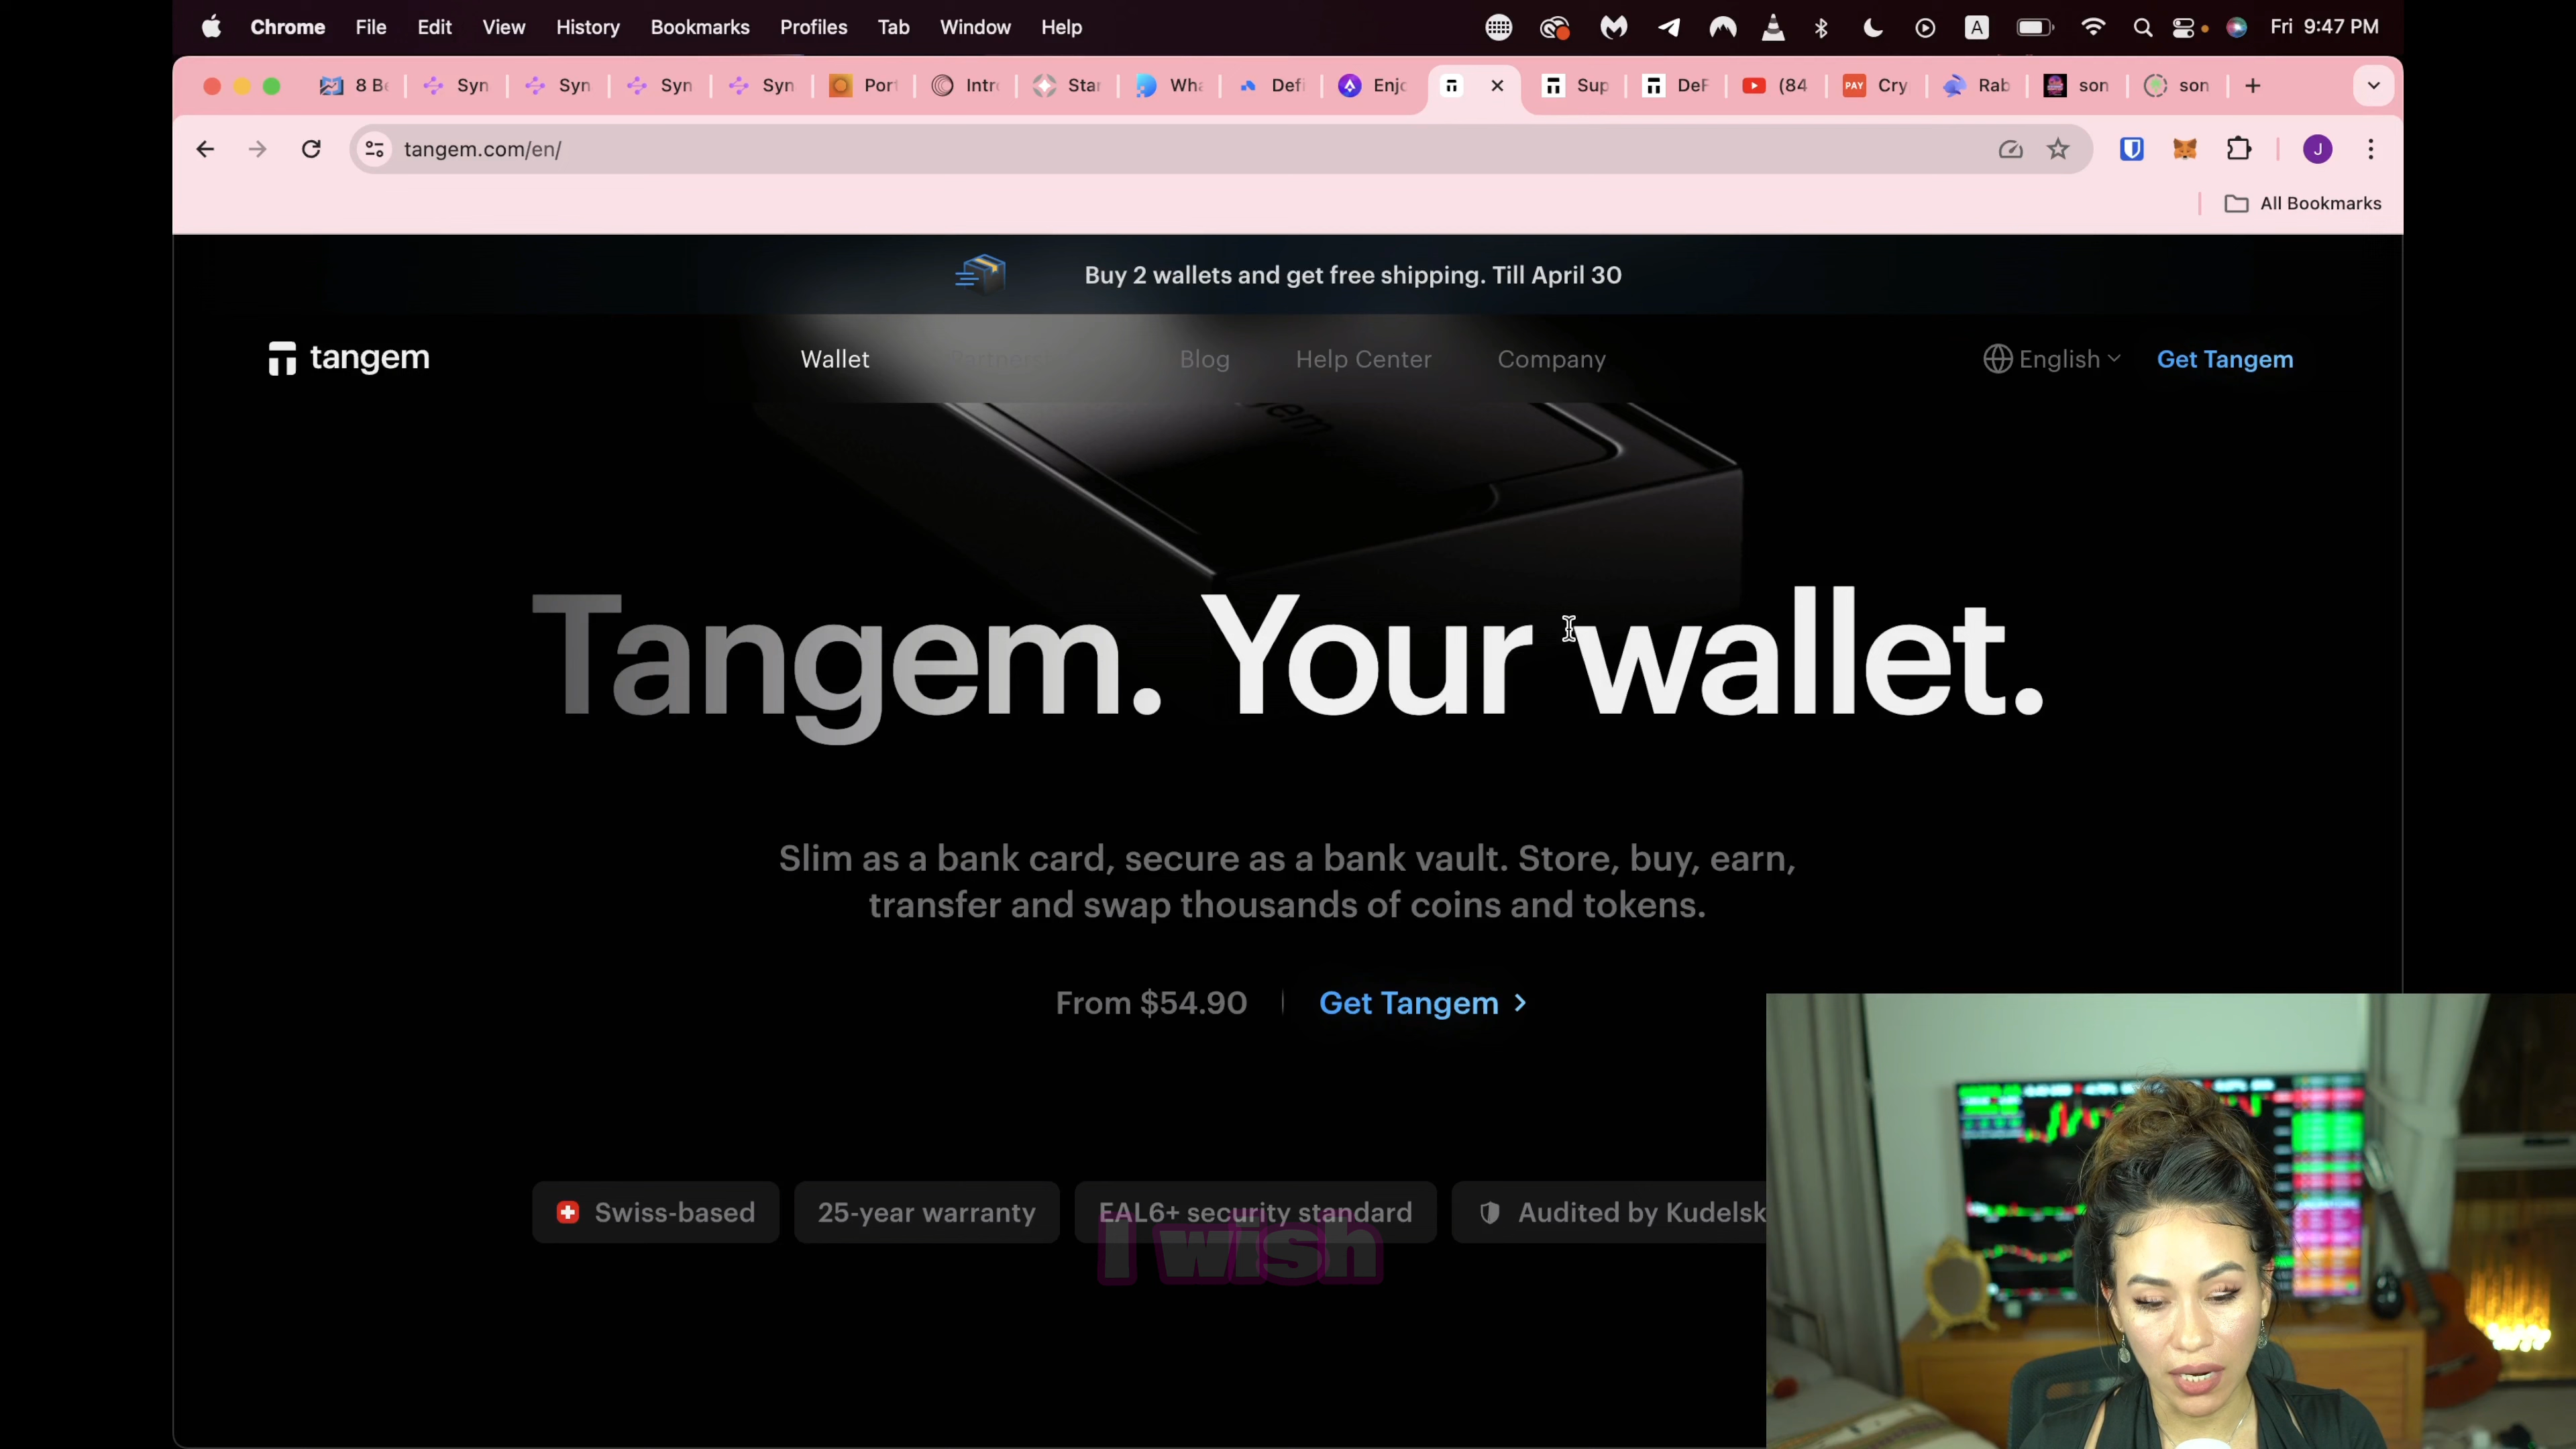 Chrome File Edit View History Bookmarks Profiles Tab Window Help
A
Fri 9:47 PM
8 Be
Syn
Syn
Syn
Syn
Por
Intr
Star
Wha
Defi
Enjo
Sup
DeF
(84
PAY
Cry
Rab
son
son
tangem.com/en/
J
All Bookmarks
Buy 2 wallets and get free shipping. Till April 30
tangem
Wallet
Blog
Help Center
Company
English
Get Tangem
Tangem. Your wallet.
Slim as a bank card, secure as a bank vault. Store, buy, earn,
transfer and swap thousands of coins and tokens.
From $54.90
Get Tangem
Swiss-based
25-year warranty
EAL6+ security standard
Audited by Kudelsk
I wish